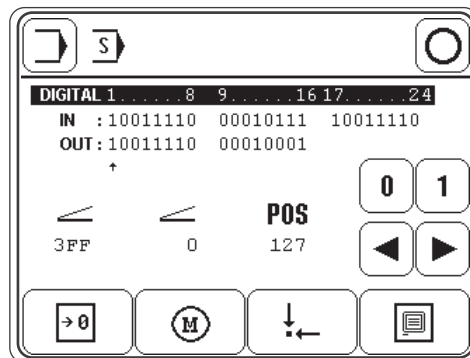 S
DIGITAL 1......8 9......16 17......24
IN : 10011110 00010111 10011110
OUT : 10011110 00010001
0 1
POS
3FF 0 127
→0 M